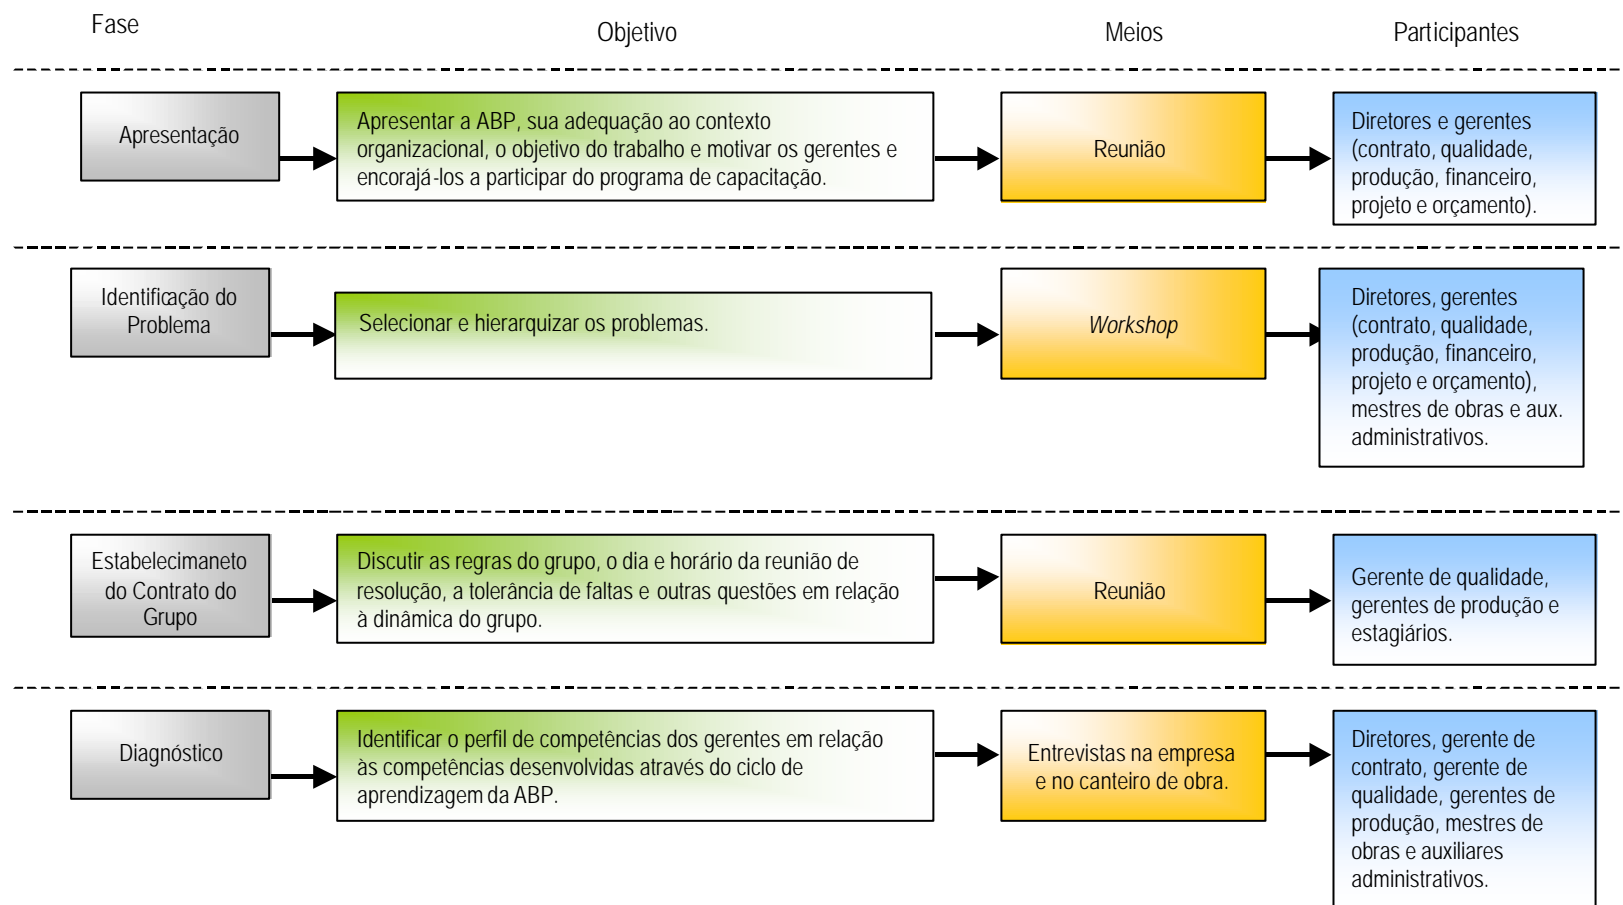 Fase
Objetivo
Meios
Participantes
Apresentação
Apresentar a ABP, sua adequação ao contexto
organizacional, o objetivo do trabalho e motivar os gerentes e
encorajá-los a participar do programa de capacitação.
Reunião
Diretores e gerentes
(contrato, qualidade,
produção, financeiro,
projeto e orçamento).
Identificação do
Problema
Selecionar e hierarquizar os problemas.
Workshop
Diretores, gerentes
(contrato, qualidade,
produção, financeiro,
projeto e orçamento),
mestres de obras e aux.
administrativos.
Estabelecimaneto
do Contrato do
Grupo
Discutir as regras do grupo, o dia e horário da reunião de
resolução, a tolerância de faltas e outras questões em relação
à dinâmica do grupo.
Reunião
Gerente de qualidade,
gerentes de produção e
estagiários.
Diagnóstico
Identificar o perfil de competências dos gerentes em relação
às competências desenvolvidas através do ciclo de
aprendizagem da ABP.
Entrevistas na empresa
e no canteiro de obra.
Diretores, gerente de
contrato, gerente de
qualidade, gerentes de
produção, mestres de
obras e auxiliares
administrativos.